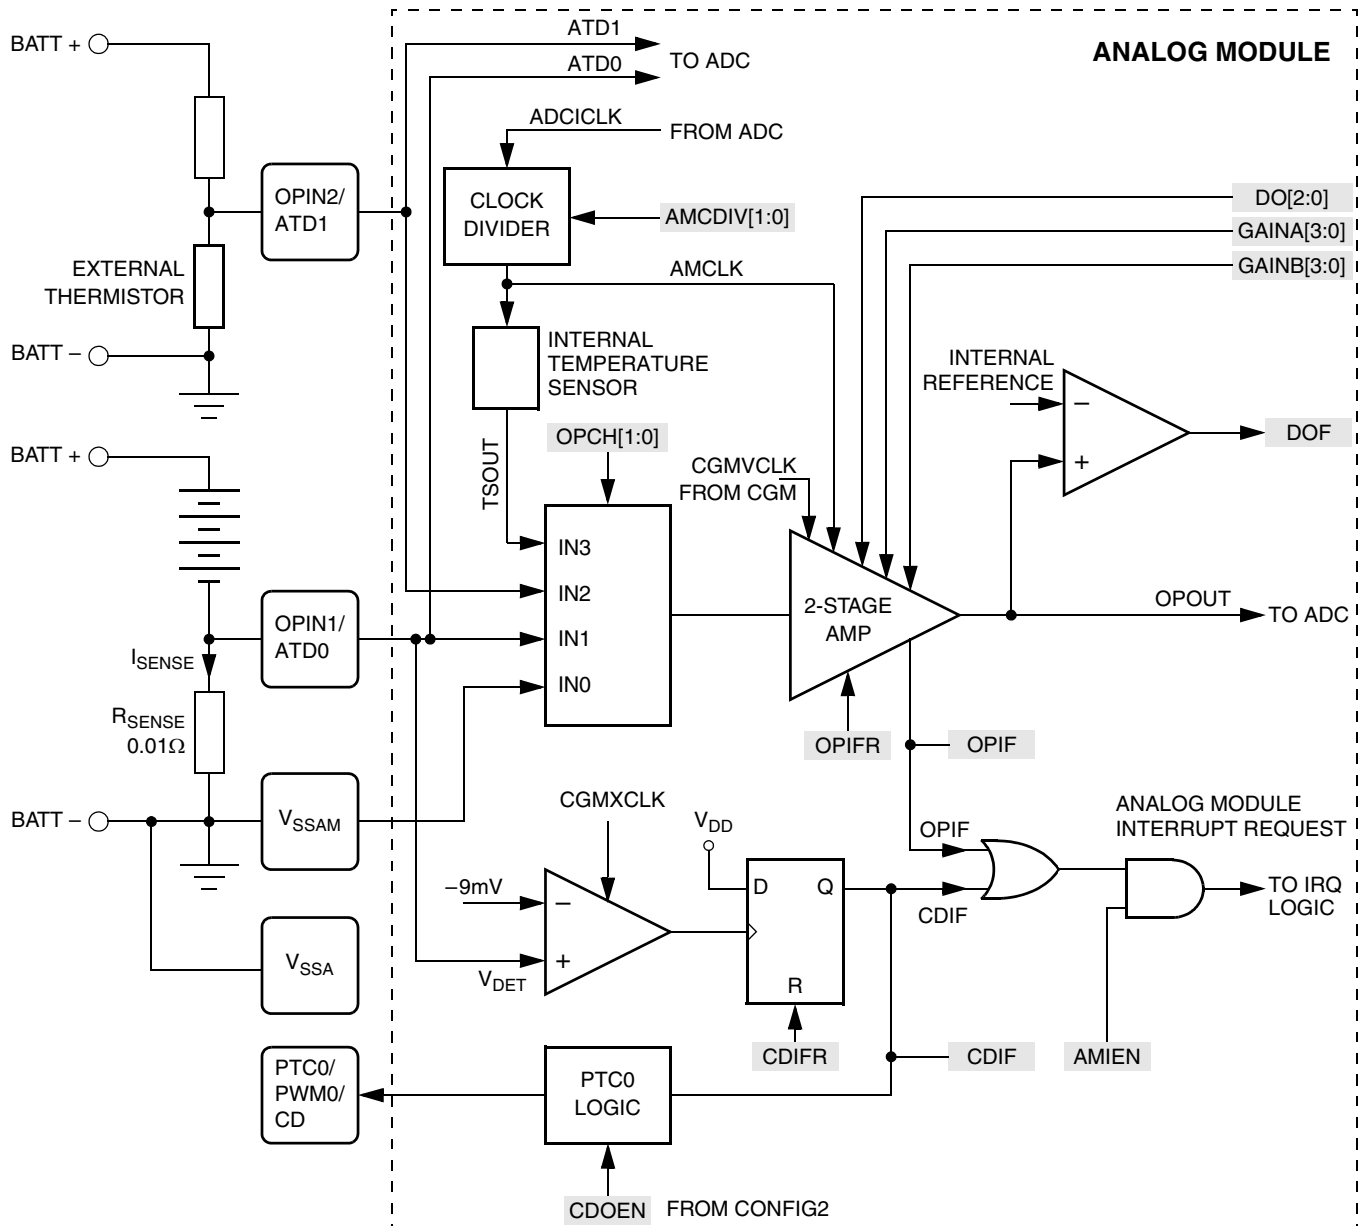 BATT +
ATD1
ATD0
TO ADC
ANALOG MODULE
ADCICLK
FROM ADC
OPIN2/
ATD1
CLOCK
DIVIDER
AMCDIV[1:0]
DO[2:0]
GAINA[3:0]
GAINB[3:0]
EXTERNAL
THERMISTOR
AMCLK
BATT –
INTERNAL
TEMPERATURE
SENSOR
INTERNAL
REFERENCE
–
+
DOF
OPCH[1:0]
BATT +
TSOUT
CGMVCLK
FROM CGM
IN3
IN2
IN1
IN0
2-STAGE
AMP
OPOUT
TO ADC
OPIN1/
ATD0
ISENSE
RSENSE
0.01Ω
OPIFR
OPIF
BATT –
VSSAM
CGMXCLK
VDD
ANALOG MODULE
INTERRUPT REQUEST
OPIF
–9mV
–
+
VDET
D
Q
R
CDIF
TO IRQ
LOGIC
VSSA
CDIFR
CDIF
AMIEN
PTC0/
PWM0/
CD
PTC0
LOGIC
CDOEN
FROM CONFIG2